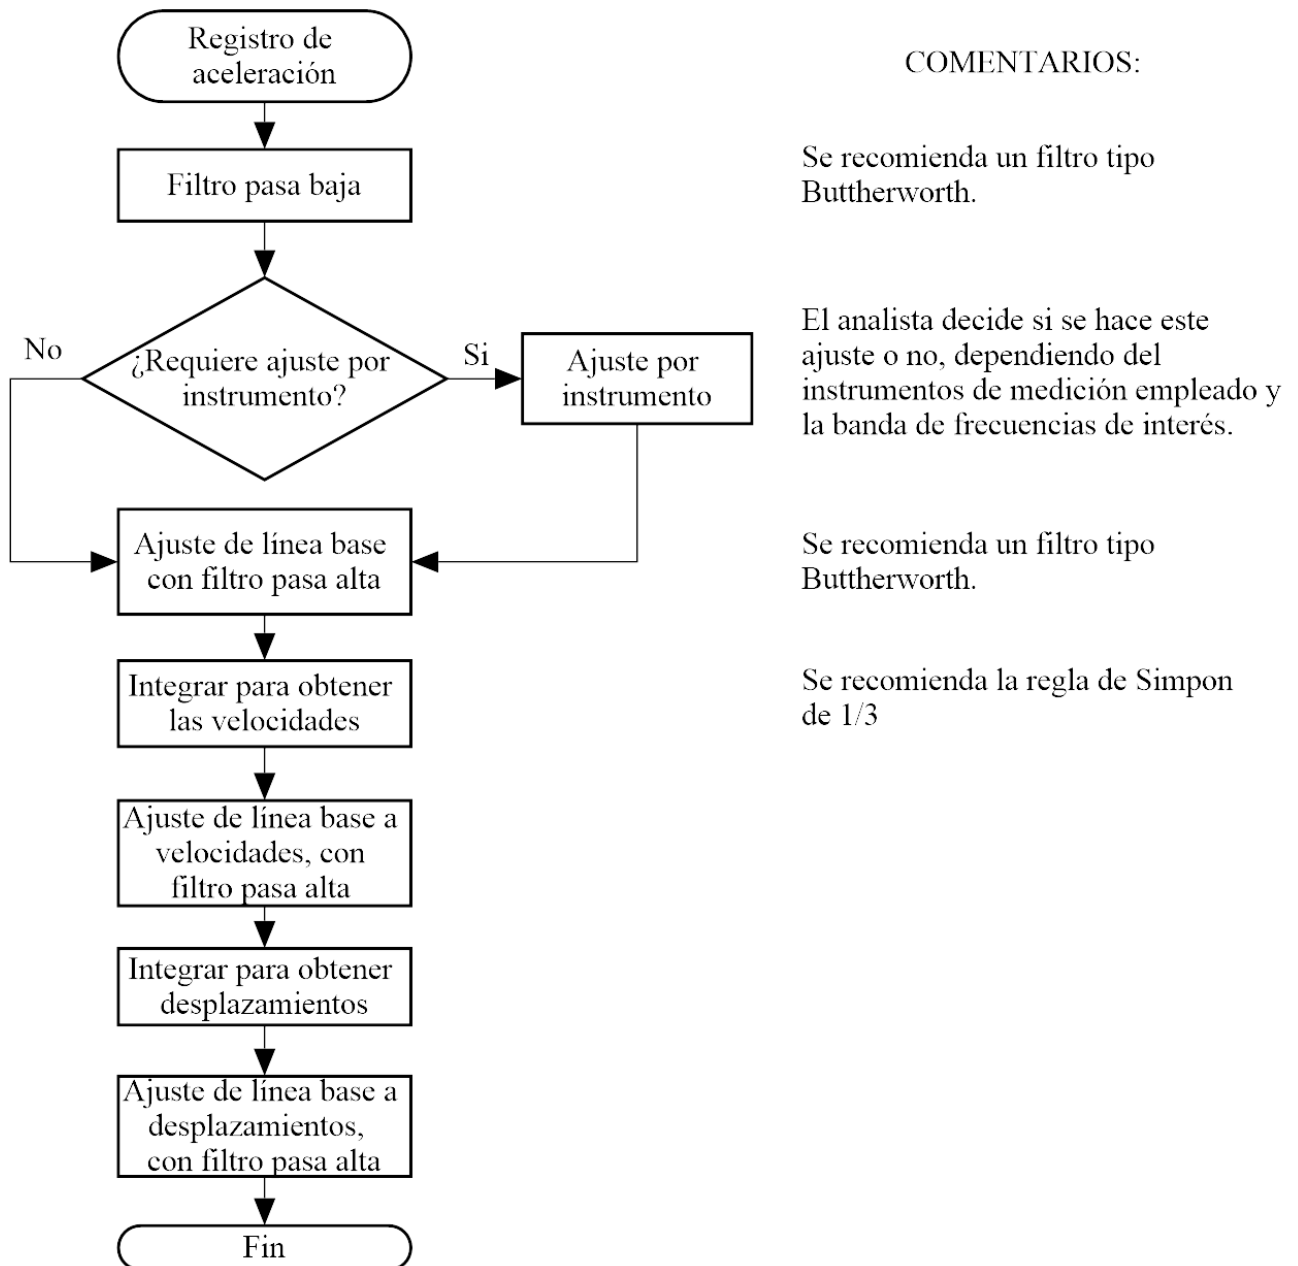 Registro de
aceleración
COMENTARIOS:
Filtro pasa baja
Se recomienda un filtro tipo
Buttherworth.
No
¿Requiere ajuste por
instrumento?
Si
Ajuste por
instrumento
El analista decide si se hace este
ajuste o no, dependiendo del
instrumentos de medición empleado y
la banda de frecuencias de interés.
Ajuste de línea base
con filtro pasa alta
Se recomienda un filtro tipo
Buttherworth.
Integrar para obtener
las velocidades
Se recomienda la regla de Simpon
de 1/3
Ajuste de línea base a
velocidades, con
filtro pasa alta
Integrar para obtener
desplazamientos
Ajuste de línea base a
desplazamientos,
con filtro pasa alta
Fin